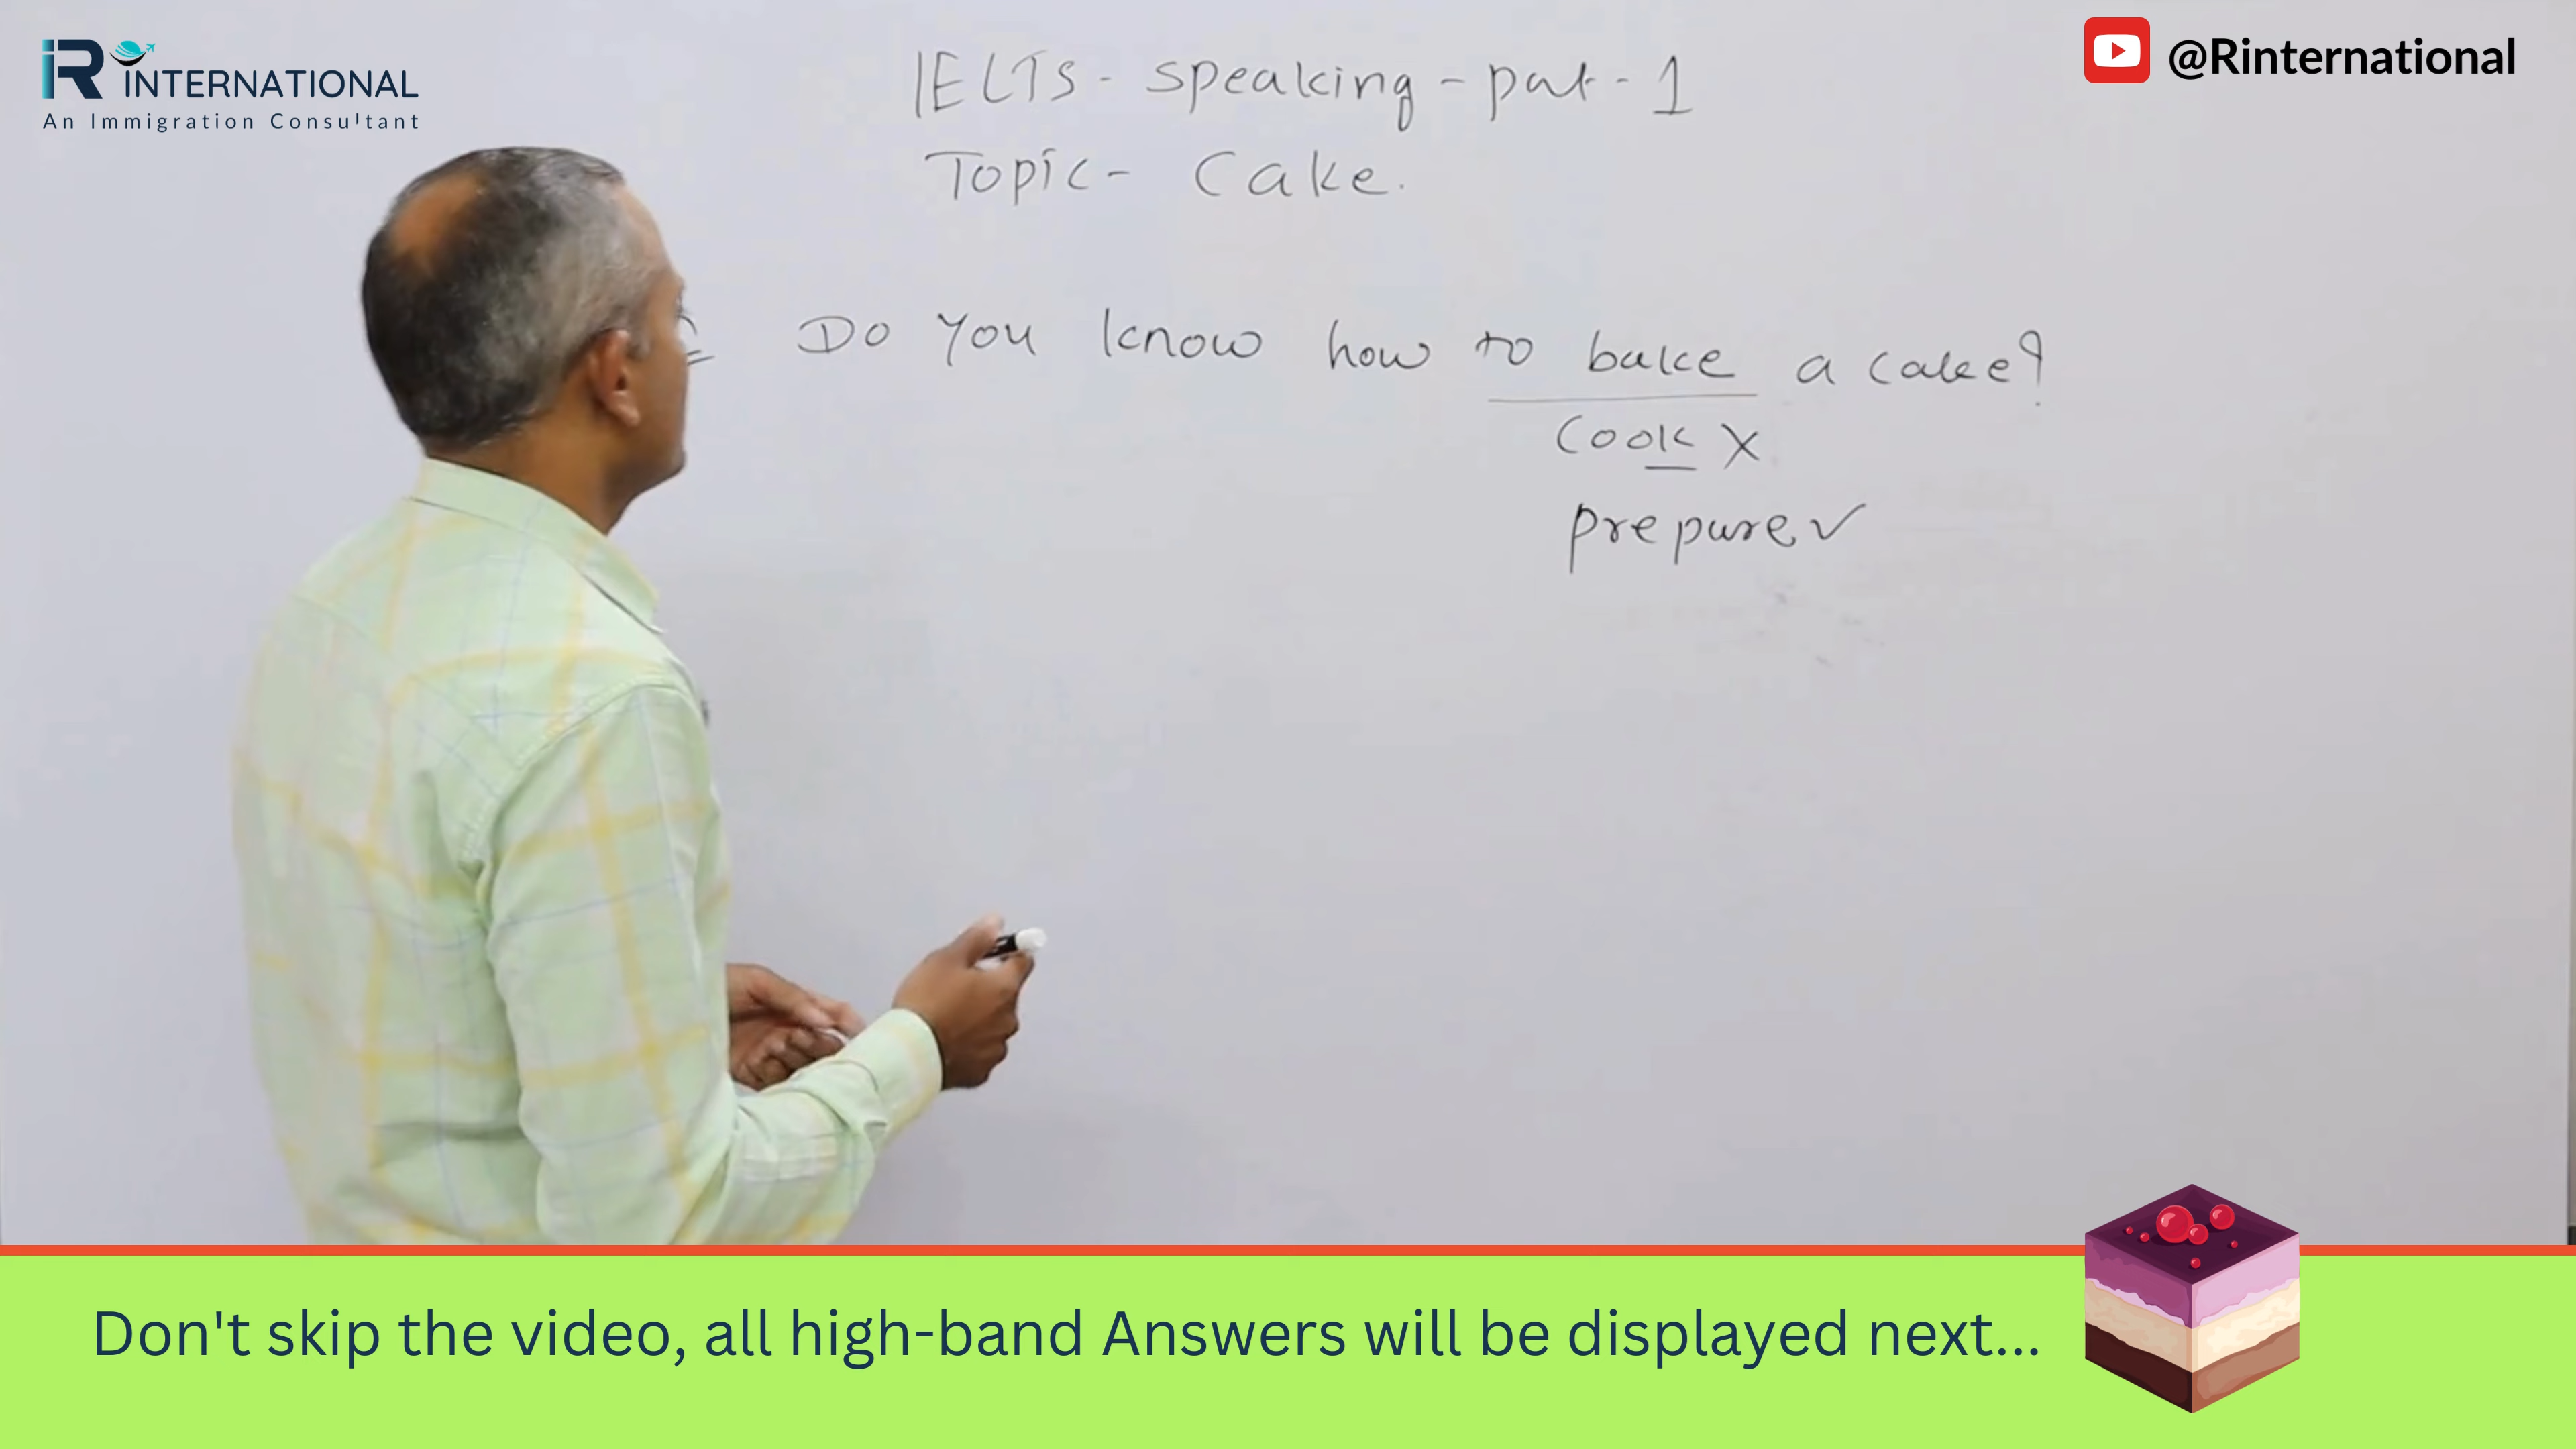 iR INTERNATIONAL
An Immigration Consultant
@Rinternational
IELTS - Speaking - part - 1
Topic - Cake.
Do you know how to bake a cake?
Cook X
prepare ✓
Don't skip the video, all high-band Answers will be displayed next...